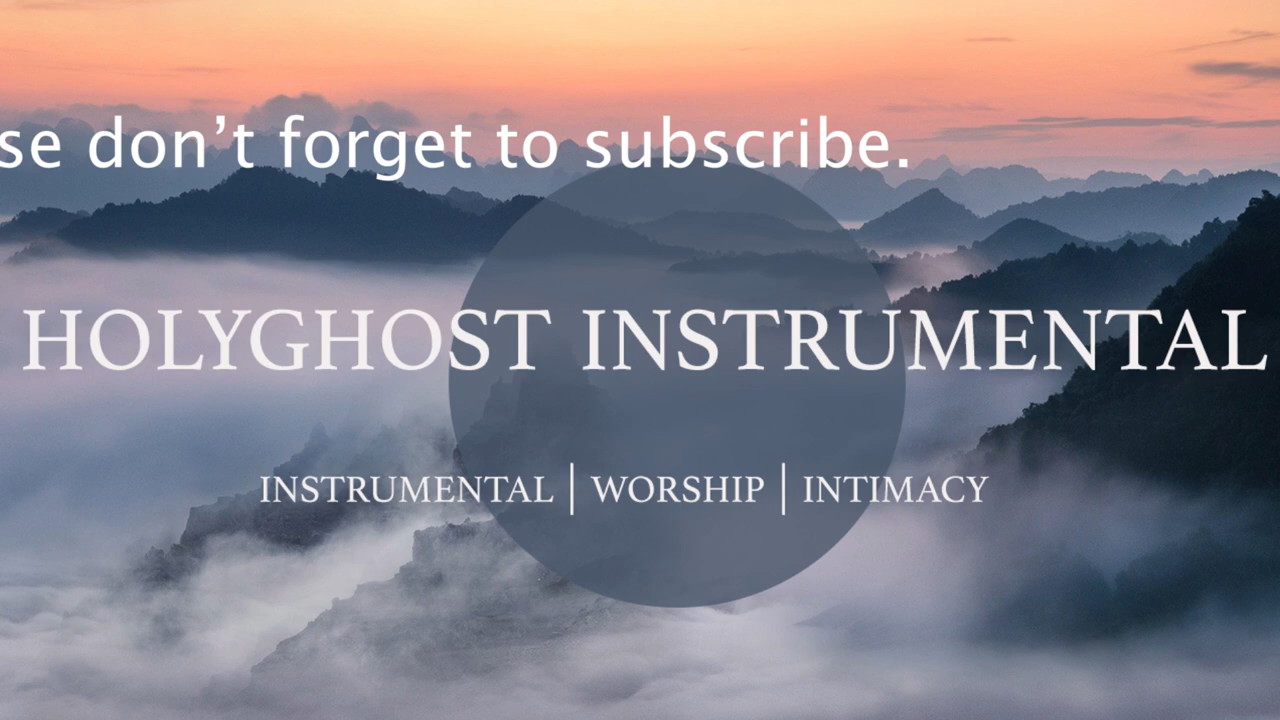 se don't forget to subscribe.
HOLYGHOST INSTRUMENTAL
INSTRUMENTAL | WORSHIP | INTIMACY